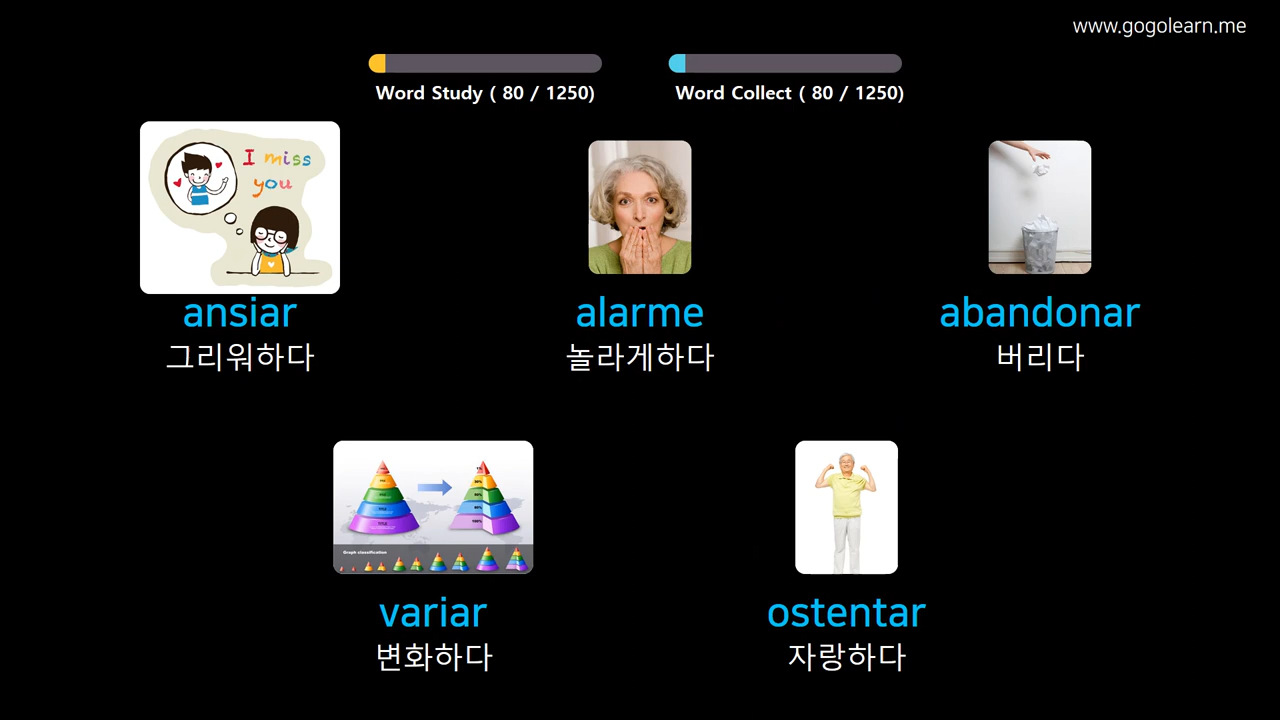 www.gogolearn.me
Word Study ( 80 / 1250)
Word Collect ( 80 / 1250)
I miss
you
ansiar
그리워하다
alarme
놀라게하다
abandonar
버리다
Graph classification
variar
변화하다
ostentar
자랑하다